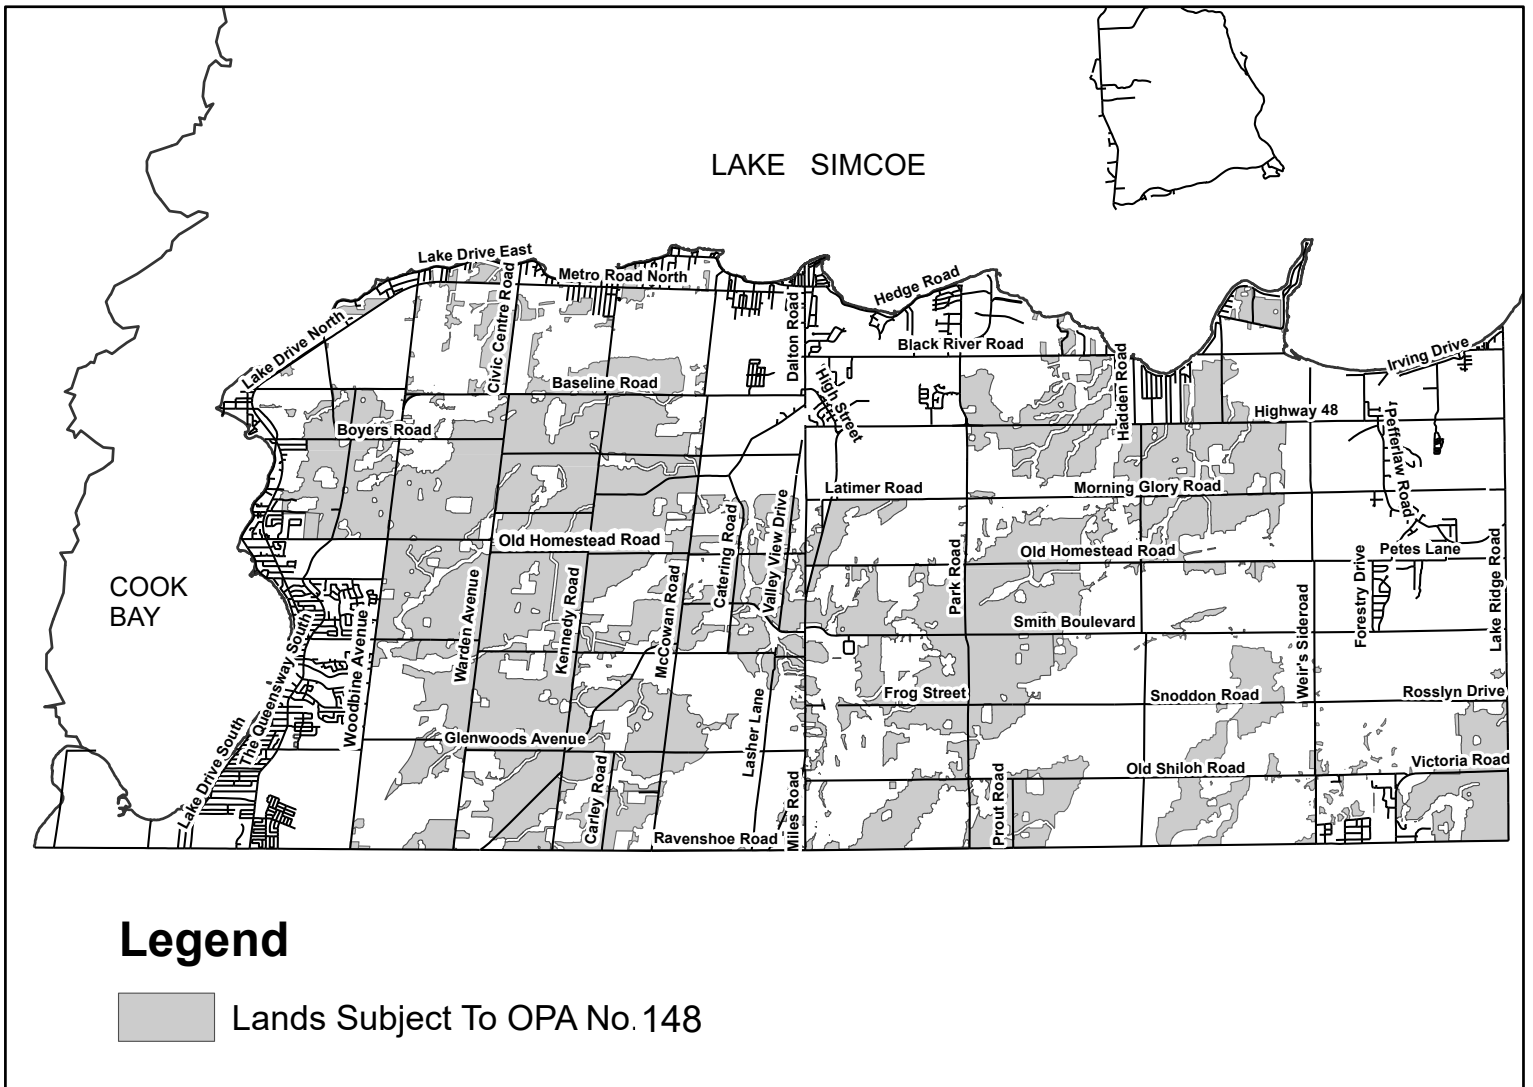 LAKE SIMCOE
Lake Drive East
Metro Road North
Hedge Road
Civic Centre Road
Lake Drive North
Dalton Road
Black River Road
Irving Drive
Baseline Road
High Street
Hadden Road
Highway 48
Boyers Road
Pefferlaw Road
Latimer Road
Morning Glory Road
Old Homestead Road
Catering Road
Valley View Drive
Old Homestead Road
Petes Lane
COOK
BAY
Warden Avenue
Kennedy Road
McCowan Road
Park Road
Smith Boulevard
Weir's Sideroad
Forestry Drive
Lake Ridge Road
Woodbine Avenue
The Queensway South
Lake Drive South
Frog Street
Snoddon Road
Rosslyn Drive
Lasher Lane
Glenwoods Avenue
Carley Road
Miles Road
Prout Road
Old Shiloh Road
Victoria Road
Ravenshoe Road
Legend
Lands Subject To OPA No. 148